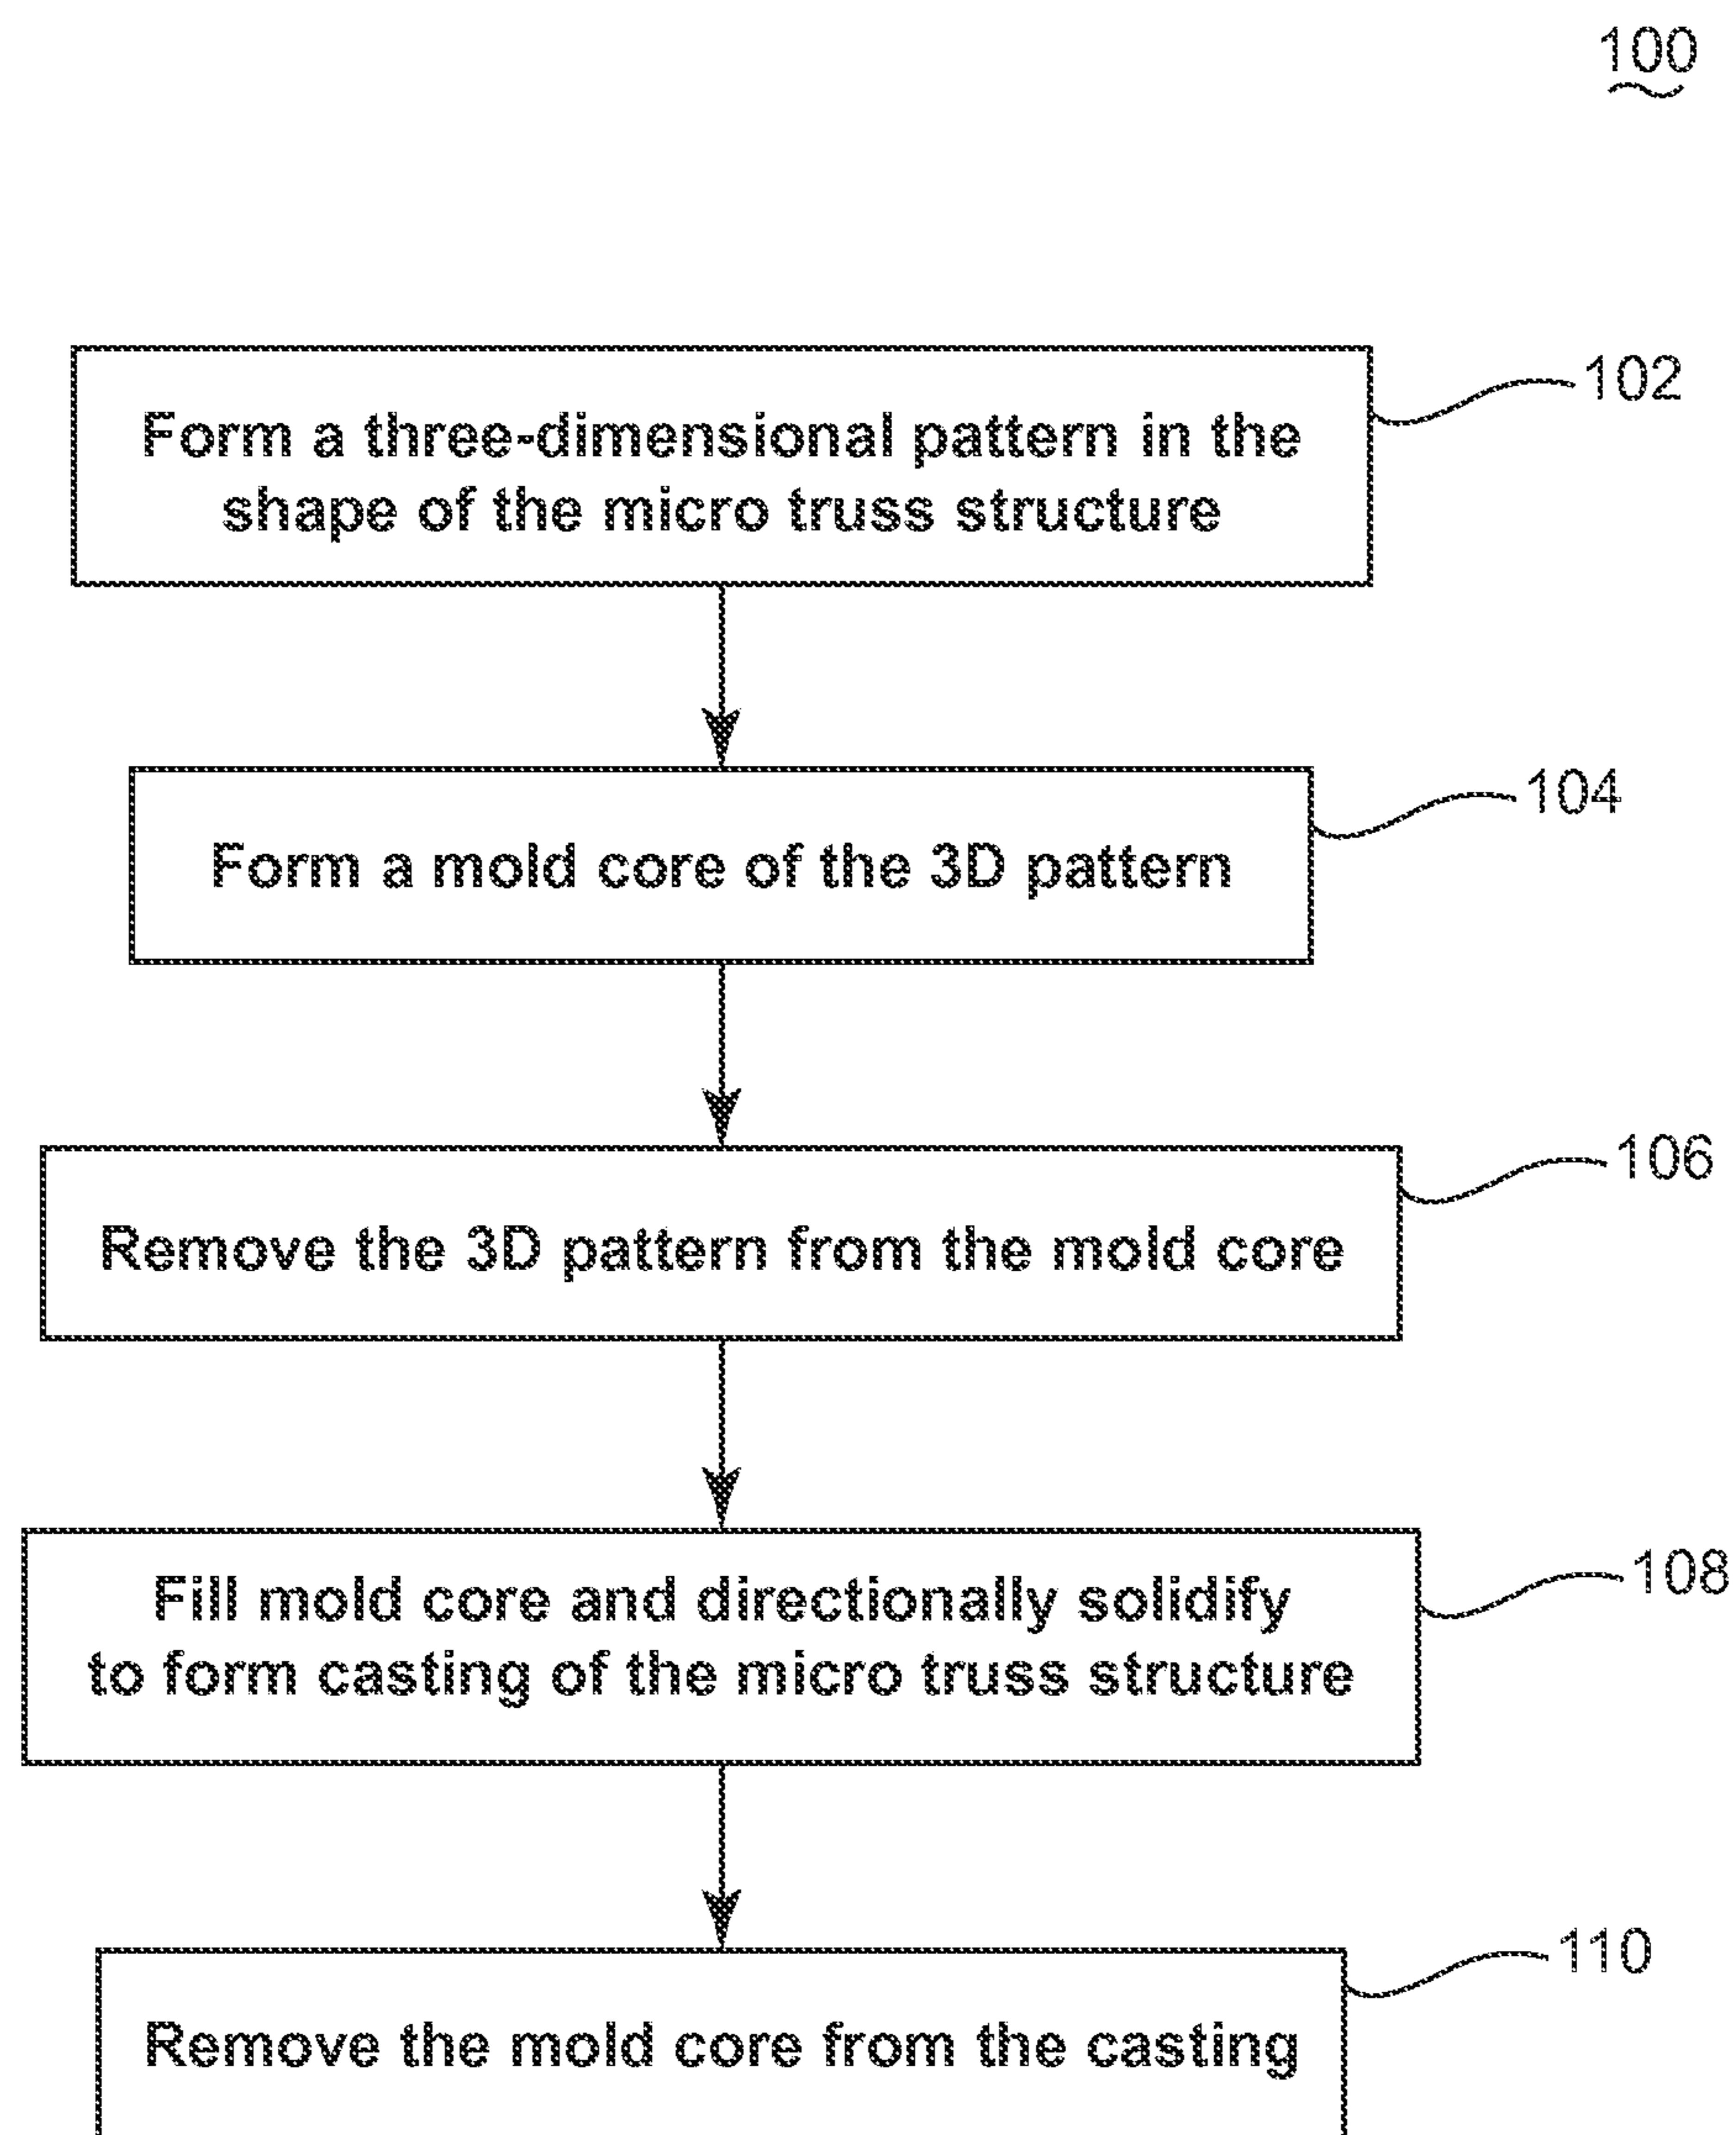 100
102
Form a three-dimensional pattern in the
shape of the micro truss structure
104
Form a mold core of the 3D pattern
106
Remove the 3D pattern from the mold core
108
Fill mold core and directionally solidify
to form casting of the micro truss structure
110
Remove the mold core from the casting